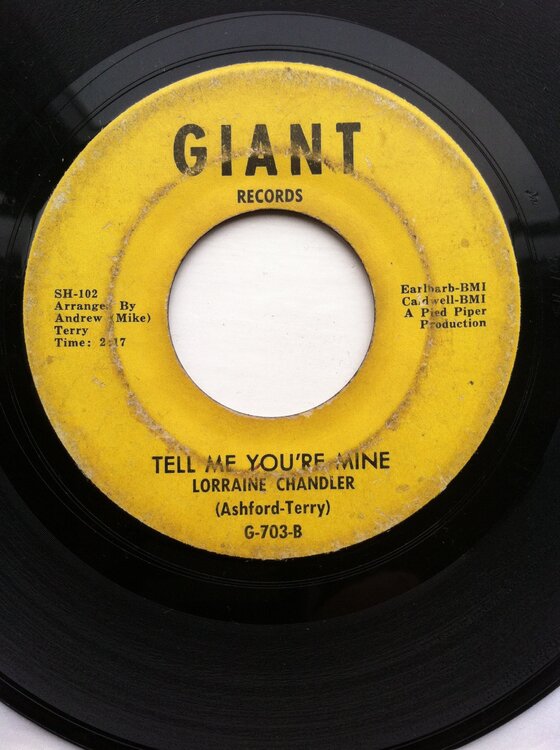 GIANT
RECORDS
SH-102
Arranged By
Andrew (Mike)
Terry
Time: 2:17
Earlbarb-BMI
Caldwell-BMI
A Pied Piper
Production
TELL ME YOU'RE MINE
LORRAINE CHANDLER
(Ashford-Terry)
G-703-B